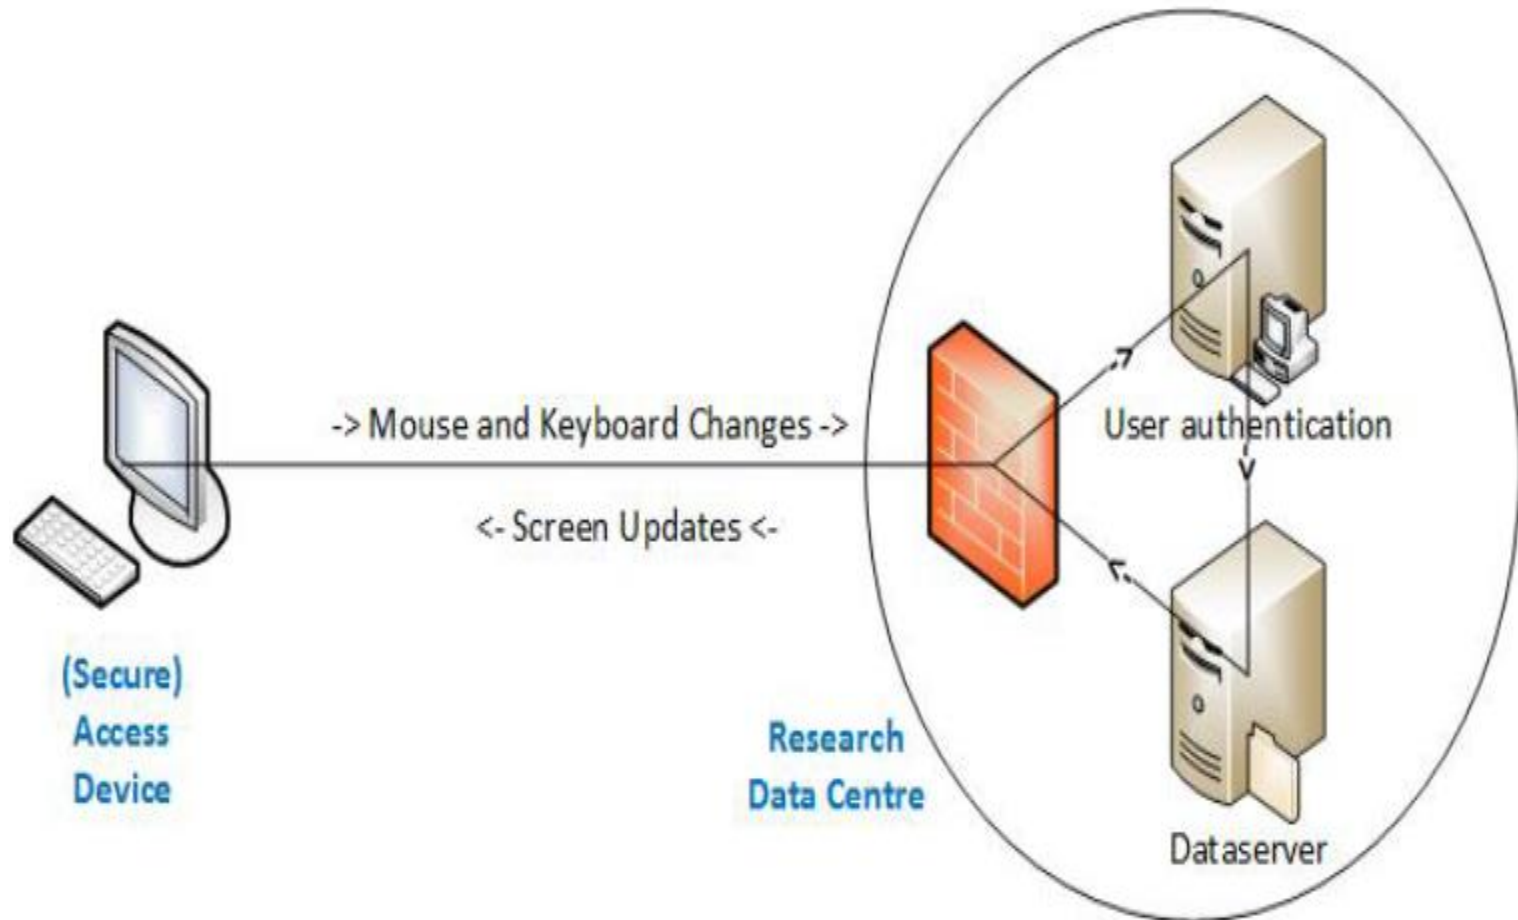 -> Mouse and Keyboard Changes ->
User authentication
<- Screen Updates <-
(Secure)
Access
Device
Research
Data Centre
Dataserver